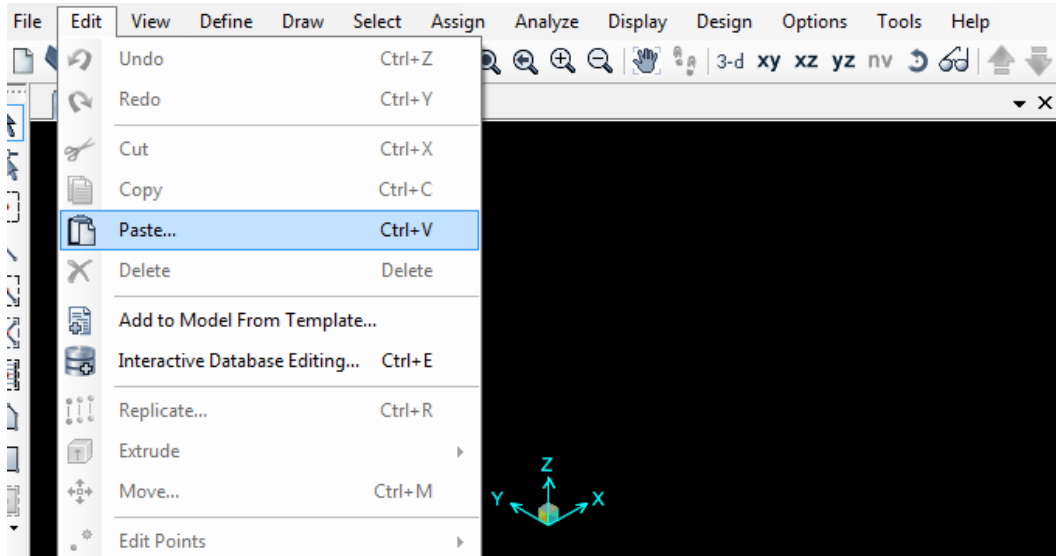 File Edit View Define Draw Select Assign Analyze Display Design Options Tools Help
3-d xy xz yz nv
Undo Ctrl+Z
Redo Ctrl+Y
Cut Ctrl+X
Copy Ctrl+C
Paste... Ctrl+V
Delete Delete
Add to Model From Template...
Interactive Database Editing... Ctrl+E
Replicate... Ctrl+R
Extrude
Move... Ctrl+M
Edit Points
Z
Y X